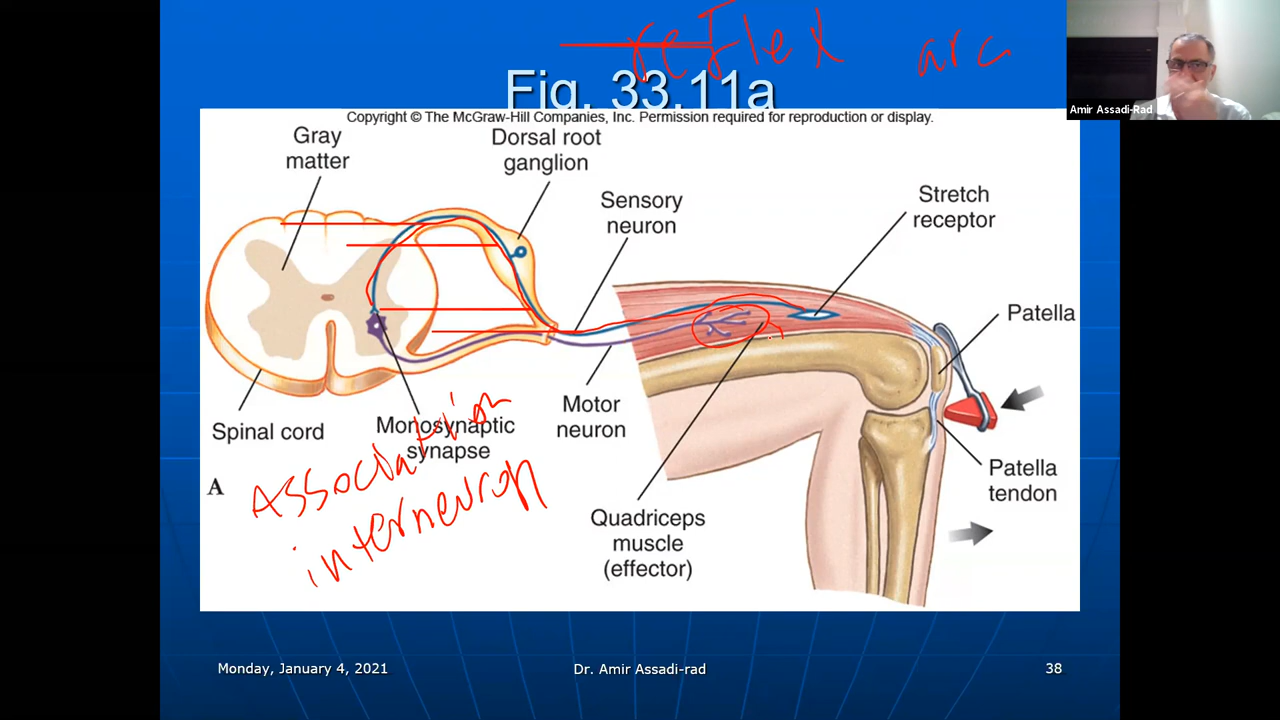 reflex arc
Fig. 33.11a
Copyright © The McGraw-Hill Companies, Inc. Permission required for reproduction or display.
Amir Assadi-Rad
Gray
matter
Dorsal root
ganglion
Sensory
neuron
Stretch
receptor
Patella
Spinal cord
Monosynaptic
synapse
Motor
neuron
Patella
tendon
A
Association
interneuron
Quadriceps
muscle
(effector)
Monday, January 4, 2021
Dr. Amir Assadi-rad
38